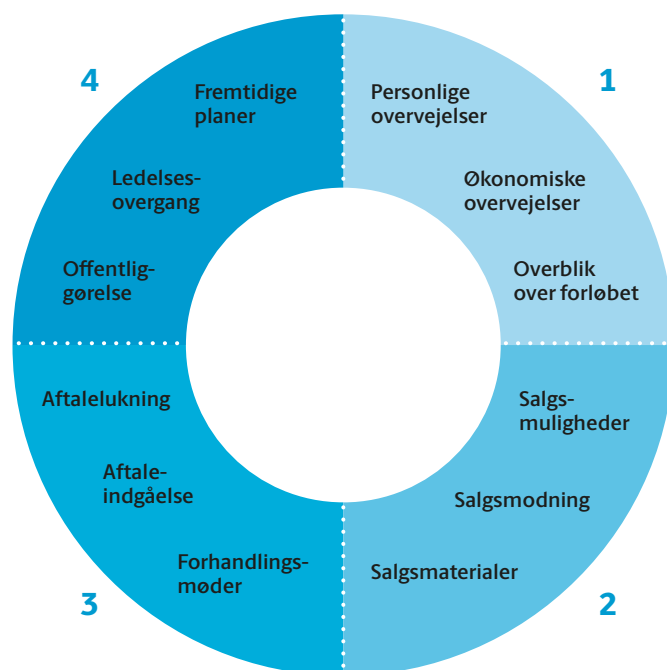 1
Personlige
overvejelser
Økonomiske
overvejelser
Overblik
over forløbet
2
Salgs-
muligheder
Salgsmodning
Salgsmaterialer
3
Forhandlings-
møder
Aftale-
indgåelse
Aftalelukning
4
Offentlig-
gørelse
Ledelses-
overgang
Fremtidige
planer